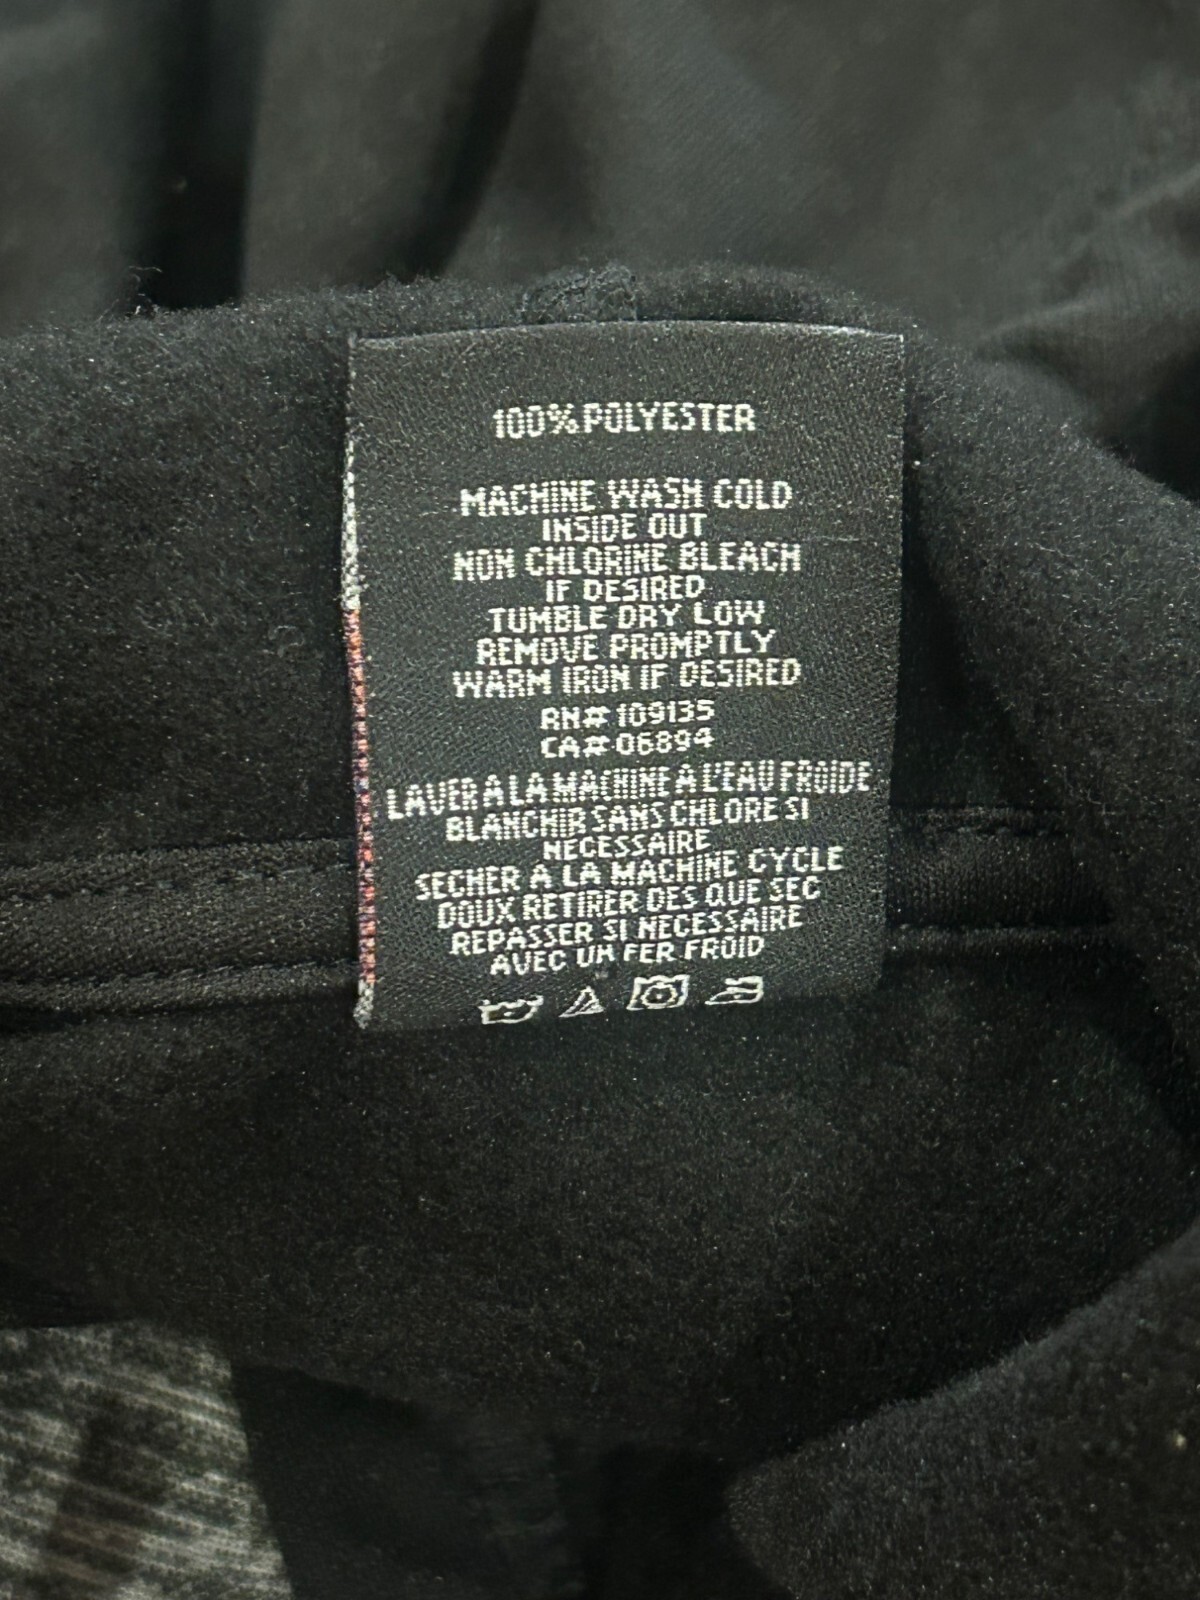 100% POLYESTER
MACHINE WASH COLD
INSIDE OUT
NON CHLORINE BLEACH
IF DESIRED
TUMBLE DRY LOW
REMOVE PROMPTLY
WARM IRON IF DESIRED
RN# 109135
CA# 06894
LAVER A LA MACHINE A L'EAU FROIDE
BLANCHIR SANS CHLORE SI
NECESSAIRE
SECHER A LA MACHINE CYCLE
DOUX RETIRER DES QUE SEC
REPASSER SI NECESSAIRE
AVEC UN FER FROID